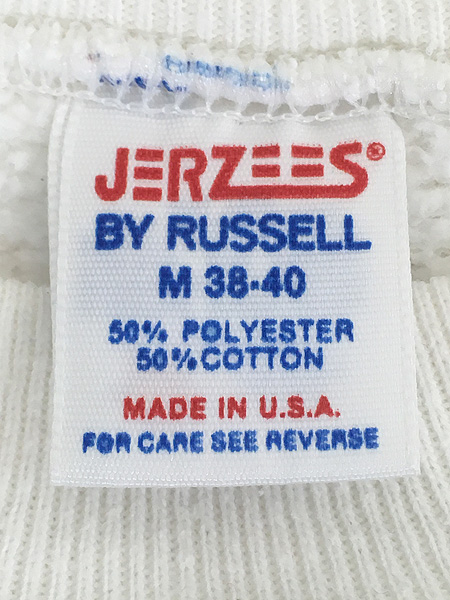 JERZEES®
BY RUSSELL
M 38-40
50% POLYESTER
50% COTTON
MADE IN U.S.A.
FOR CARE SEE REVERSE